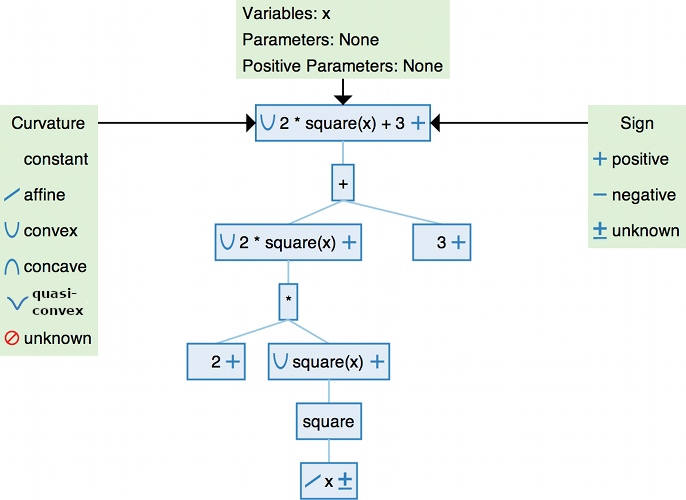 Variables: x
Parameters: None
Positive Parameters: None
Curvature
constant
affine
convex
concave
quasi-
convex
unknown
2 * square(x) + 3 +
Sign
+ positive
− negative
± unknown
+
2 * square(x) +
3 +
*
2 +
square(x) +
square
x ±